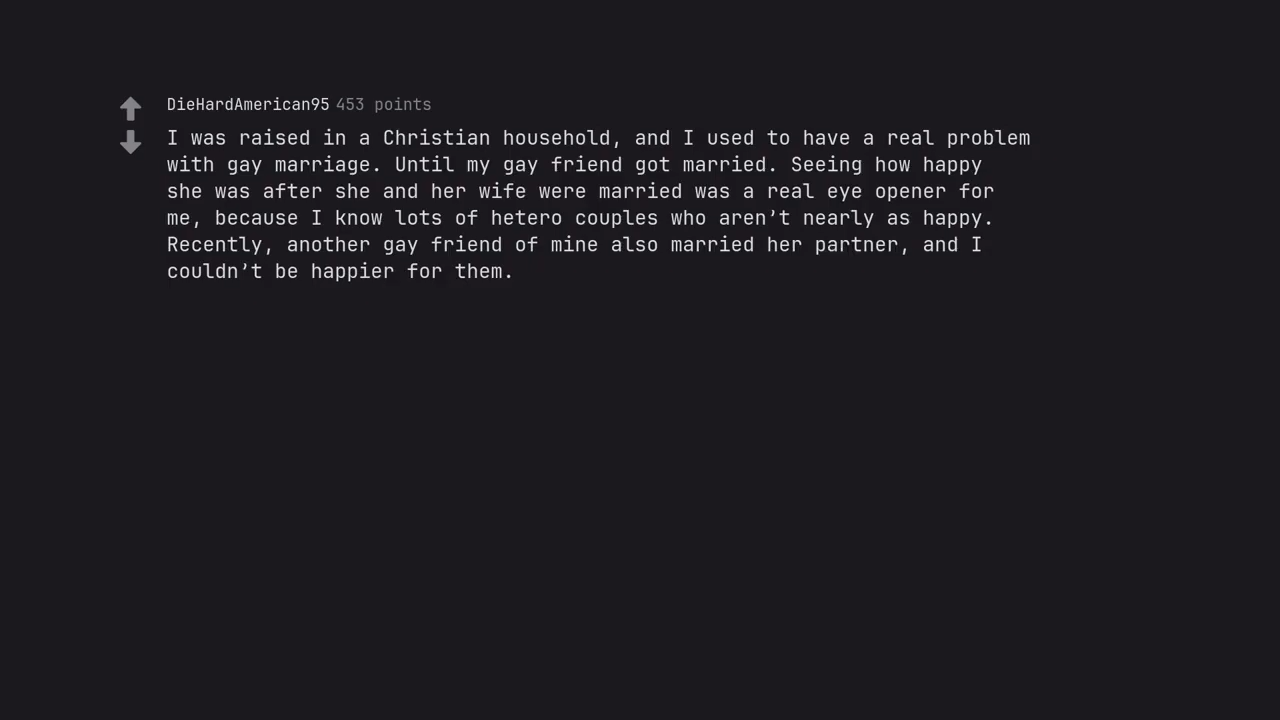 DieHardAmerican95 453 points
I was raised in a Christian household, and I used to have a real problem
with gay marriage. Until my gay friend got married. Seeing how happy
she was after she and her wife were married was a real eye opener for
me, because I know lots of hetero couples who aren’t nearly as happy.
Recently, another gay friend of mine also married her partner, and I
couldn’t be happier for them.